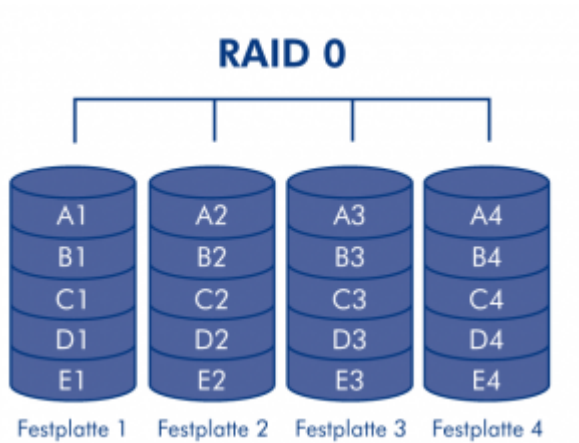 RAID 0
A1 A2 A3 A4
B1 B2 B3 B4
C1 C2 C3 C4
D1 D2 D3 D4
E1 E2 E3 E4
Festplatte 1 Festplatte 2 Festplatte 3 Festplatte 4